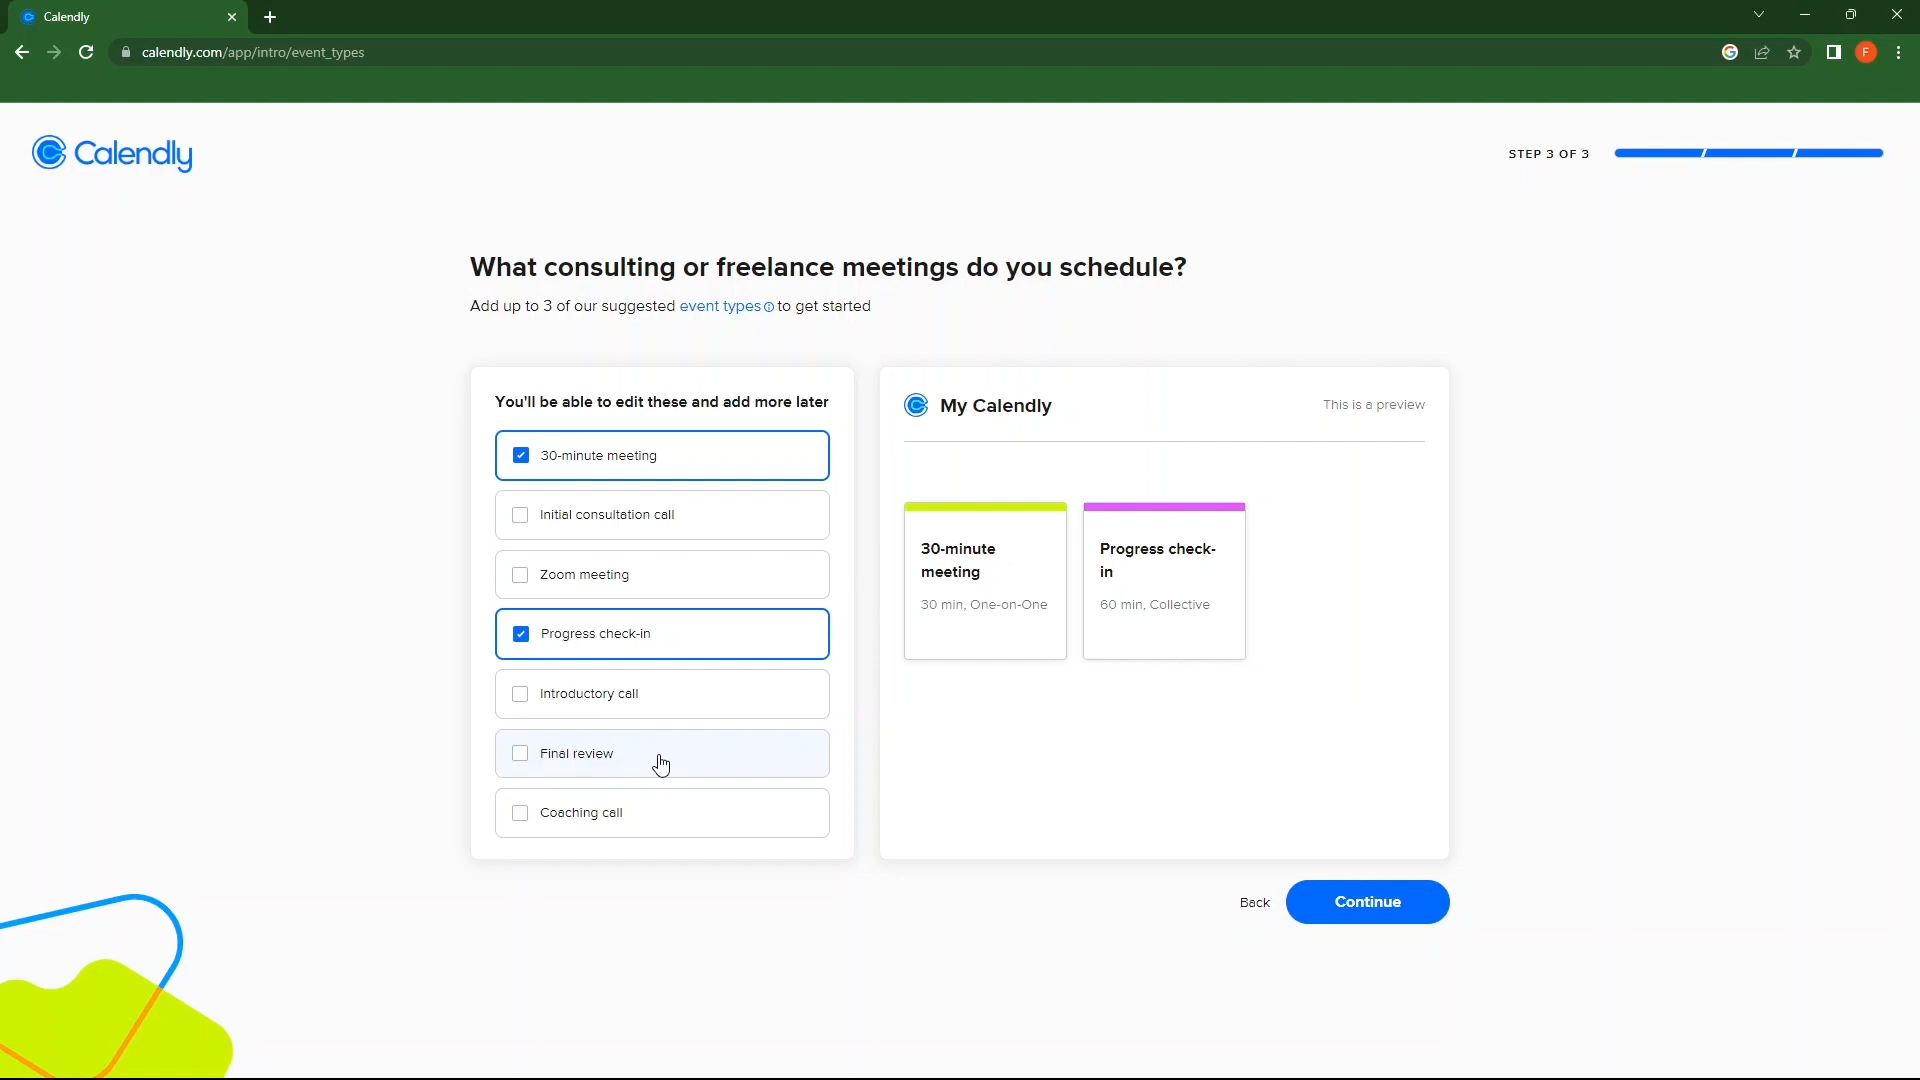 Calendly
calendly.com/app/intro/event_types
F
Calendly
STEP 3 OF 3
What consulting or freelance meetings do you schedule?
Add up to 3 of our suggested event types to get started
You'll be able to edit these and add more later
30-minute meeting
Initial consultation call
Zoom meeting
Progress check-in
Introductory call
Final review
Coaching call
My Calendly
This is a preview
30-minute
meeting
30 min, One-on-One
Progress check-
in
60 min, Collective
Back
Continue